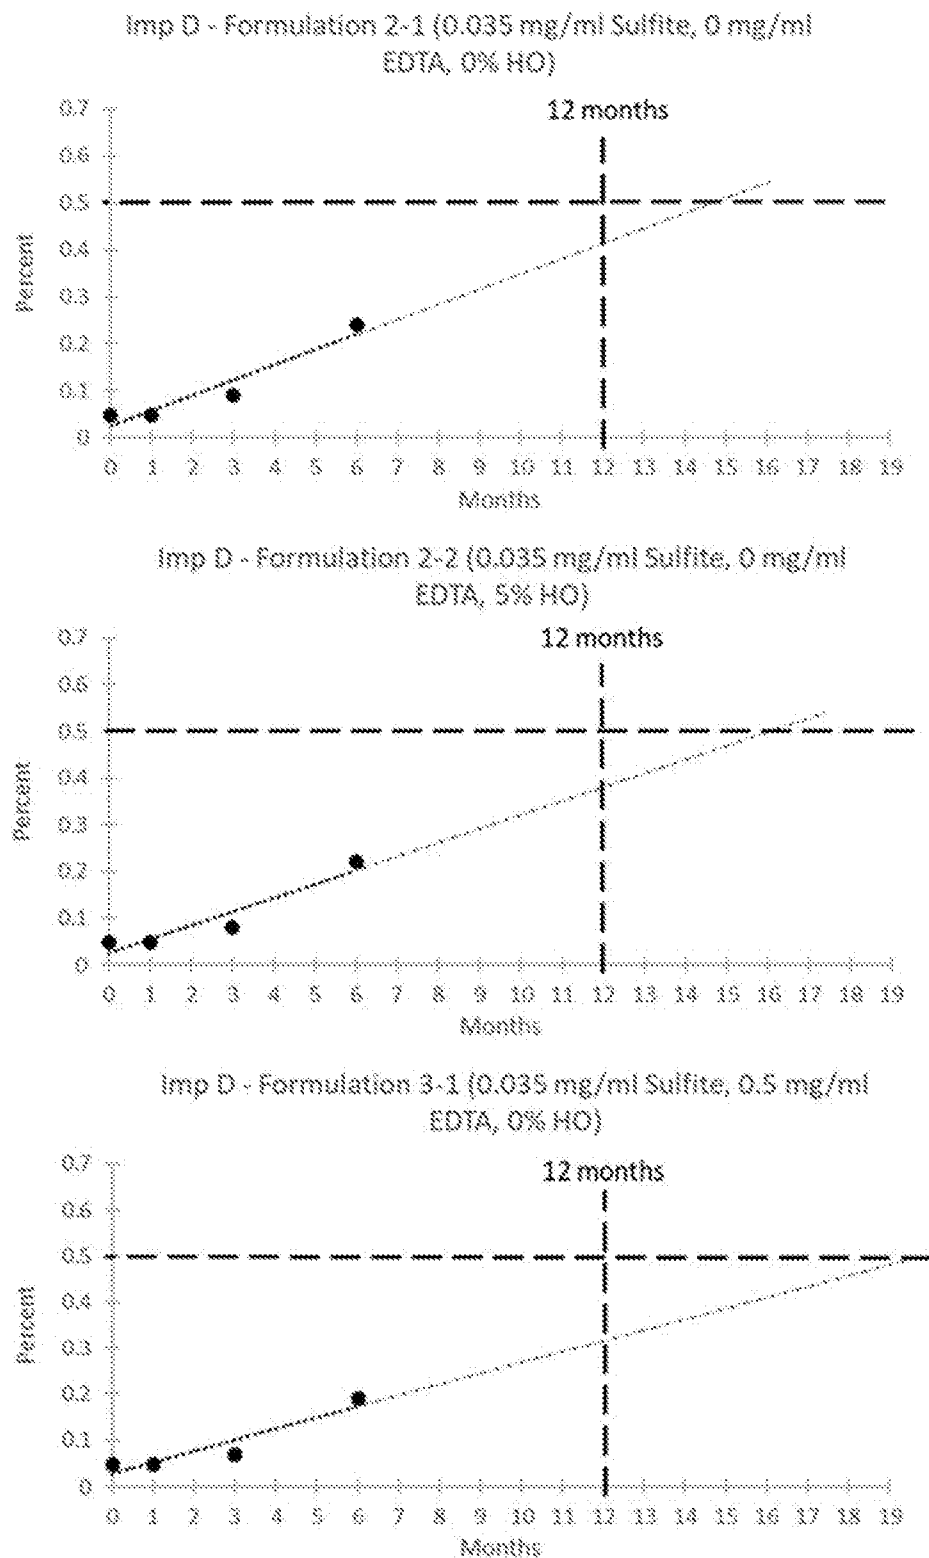 Imp D - Formulation 2-1 (0.035 mg/ml Sulfite, 0 mg/ml
EDTA, 0% HO)
12 months
0.7
0.6
0.5
0.4
0.3
0.2
0.1
0
Percent
0 1 2 3 4 5 6 7 8 9 10 11 12 13 14 15 16 17 18 19
Months
Imp D - Formulation 2-2 (0.035 mg/ml Sulfite, 0 mg/ml
EDTA, 5% HO)
12 months
0.7
0.6
0.5
0.4
0.3
0.2
0.1
0
Percent
0 1 2 3 4 5 6 7 8 9 10 11 12 13 14 15 16 17 18 19
Months
Imp D - Formulation 3-1 (0.035 mg/ml Sulfite, 0.5 mg/ml
EDTA, 0% HO)
12 months
0.7
0.6
0.5
0.4
0.3
0.2
0.1
0
Percent
0 1 2 3 4 5 6 7 8 9 10 11 12 13 14 15 16 17 18 19
Months